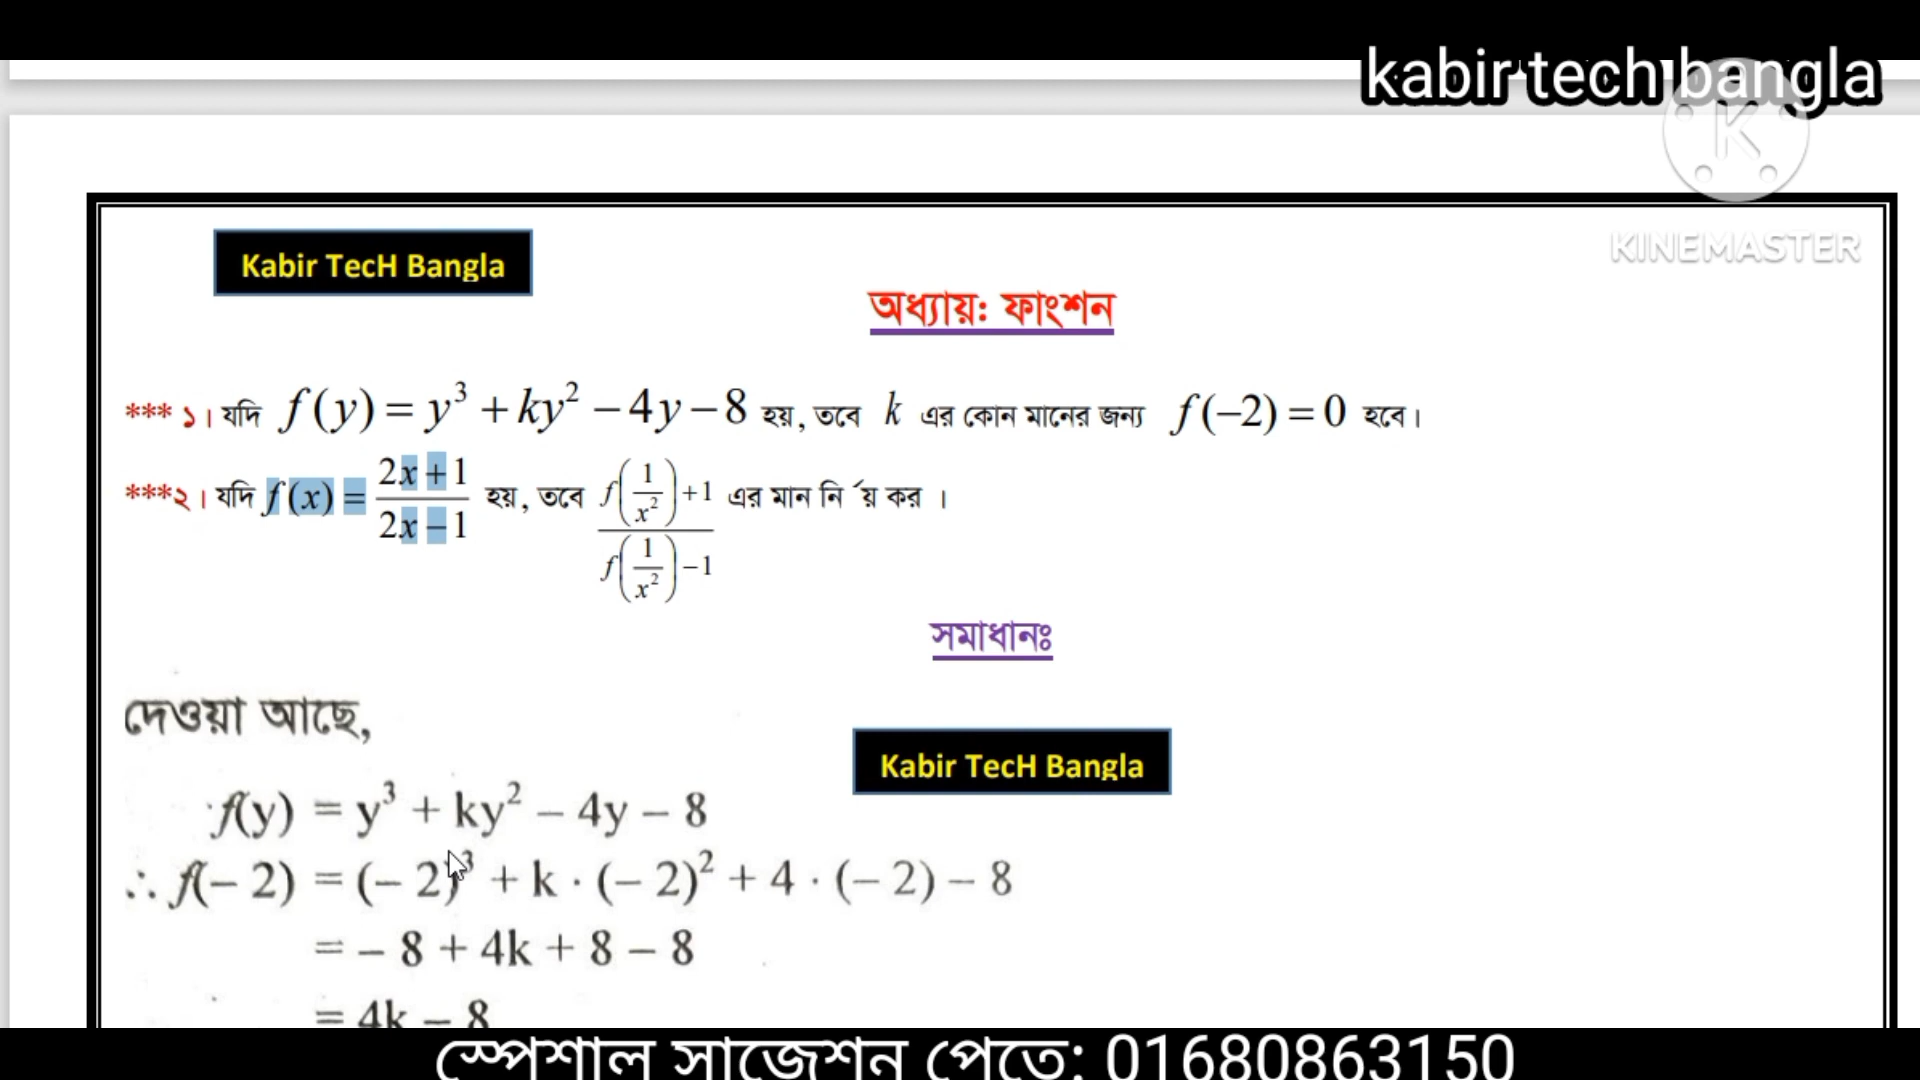 kabir tech bangla
KINEMASTER
Kabir TecH Bangla
অধ্যায়: ফাংশন
*** ১। যদি f(y) = y³ + ky² − 4y − 8 হয়, তবে k এর কোন মানের জন্য f(−2) = 0 হবে।
***২। যদি f(x) = (2x + 1)/(2x − 1) হয়, তবে (f(1/x²)+1)/(f(1/x²)−1) এর মান নি ´য় কর ।
সমাধানঃ
দেওয়া আছে,
Kabir TecH Bangla
f(y) = y³ + ky² − 4y − 8
∴ f(− 2) = (− 2)³ + k · (− 2)² + 4 · (− 2) − 8
= − 8 + 4k + 8 − 8
= 4k − 8
স্পেশাল সাজেশন পেতে: 01680863150